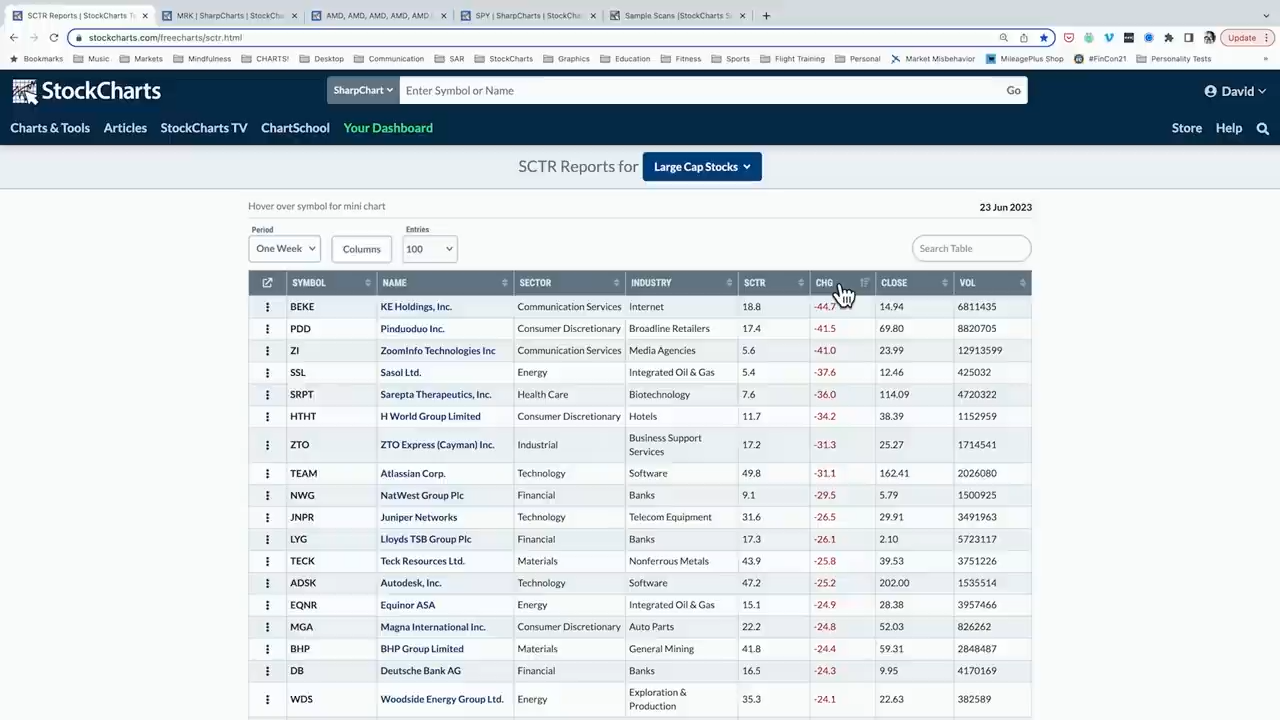 SCTR Reports | StockCharts Te
MRK | SharpCharts | StockCha
AMD, AMD, AMD, AMD, AMD |
SPY | SharpCharts | StockCha
Sample Scans [StockCharts S
stockcharts.com/freecharts/sctr.html
Update
Bookmarks Music Markets Mindfulness CHARTS! Desktop Communication SAR StockCharts Graphics Education Fitness Sports Flight Training Personal Market Misbehavior MileagePlus Shop #FinCon21 Personality Tests »
StockCharts
SharpChart
Enter Symbol or Name
Go
David
Charts & Tools Articles StockCharts TV ChartSchool Your Dashboard Store Help
SCTR Reports for Large Cap Stocks
Hover over symbol for mini chart
23 Jun 2023
Period Entries
One Week Columns 100 Search Table
SYMBOL NAME SECTOR INDUSTRY SCTR CHG CLOSE VOL
BEKE KE Holdings, Inc. Communication Services Internet 18.8 -44.7 14.94 6811435
PDD Pinduoduo Inc. Consumer Discretionary Broadline Retailers 17.4 -41.5 69.80 8820705
ZI ZoomInfo Technologies Inc Communication Services Media Agencies 5.6 -41.0 23.99 12913599
SSL Sasol Ltd. Energy Integrated Oil & Gas 5.4 -37.6 12.46 425032
SRPT Sarepta Therapeutics, Inc. Health Care Biotechnology 7.6 -36.0 114.09 4720322
HTHT H World Group Limited Consumer Discretionary Hotels 11.7 -34.2 38.39 1152959
ZTO ZTO Express (Cayman) Inc. Industrial Business Support Services 17.2 -31.3 25.27 1714541
TEAM Atlassian Corp. Technology Software 49.8 -31.1 162.41 2026080
NWG NatWest Group Plc Financial Banks 9.1 -29.5 5.79 1500925
JNPR Juniper Networks Technology Telecom Equipment 31.6 -26.5 29.91 3491963
LYG Lloyds TSB Group Plc Financial Banks 17.3 -26.1 2.10 5723117
TECK Teck Resources Ltd. Materials Nonferrous Metals 43.9 -25.8 39.53 3751226
ADSK Autodesk, Inc. Technology Software 47.2 -25.2 202.00 1535514
EQNR Equinor ASA Energy Integrated Oil & Gas 15.1 -24.9 28.38 3957466
MGA Magna International Inc. Consumer Discretionary Auto Parts 22.2 -24.8 52.03 826262
BHP BHP Group Limited Materials General Mining 41.8 -24.4 59.31 2848487
DB Deutsche Bank AG Financial Banks 16.5 -24.3 9.95 4170169
WDS Woodside Energy Group Ltd. Energy Exploration & Production 35.3 -24.1 22.63 382589